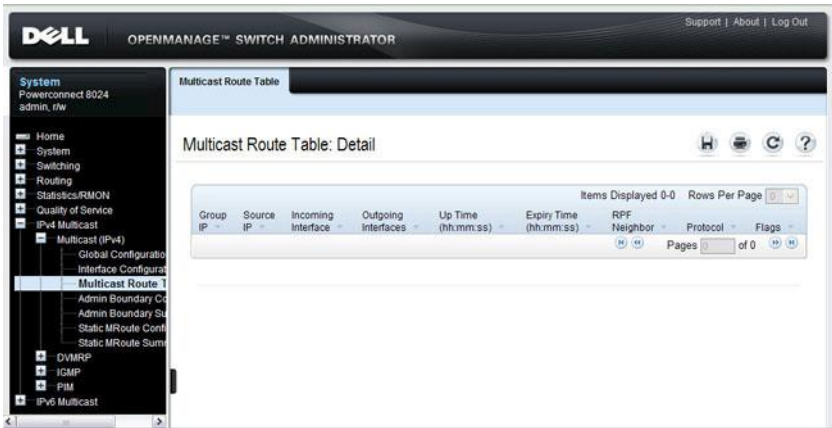 Support | About | Log Out
DELL OPENMANAGE™ SWITCH ADMINISTRATOR
System
Powerconnect 8024
admin, r/w
Home
System
Switching
Routing
Statistics/RMON
Quality of Service
IPv4 Multicast
Multicast (IPv4)
Global Configuratio
Interface Configurat
Multicast Route T
Admin Boundary Co
Admin Boundary Su
Static MRoute Confi
Static MRoute Summ
DVMRP
IGMP
PIM
IPv6 Multicast
Multicast Route Table
Multicast Route Table: Detail
Items Displayed 0-0 Rows Per Page 0
Group IP Source IP Incoming Interface Outgoing Interfaces Up Time (hh:mm:ss) Expiry Time (hh:mm:ss) RPF Neighbor Protocol Flags
Pages 0 of 0